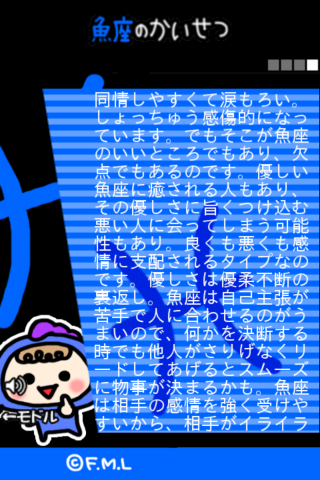 魚座のかいせつ
同情しやすくて涙もろい。
しょっちゅう感傷的になっ
ています。でもそこが魚座
のいいところでもあり、欠
点でもあるのです。優しい
魚座に癒される人もあり、
その優しさに旨くつけ込む
悪い人に会ってしまう可能
性もあり。良くも悪くも感
情に支配されるタイプなの
です。優しさは優柔不断の
裏返し。魚座は自己主張が
苦手で人に合わせるのがう
まいので、何かを決断する
時でも他人がさりげなくリ
ードしてあげるとスムーズ
に物事が決まるかも。魚座
は相手の感情を強く受けや
すいから、相手がイライラ
←モドル
©F.M.L